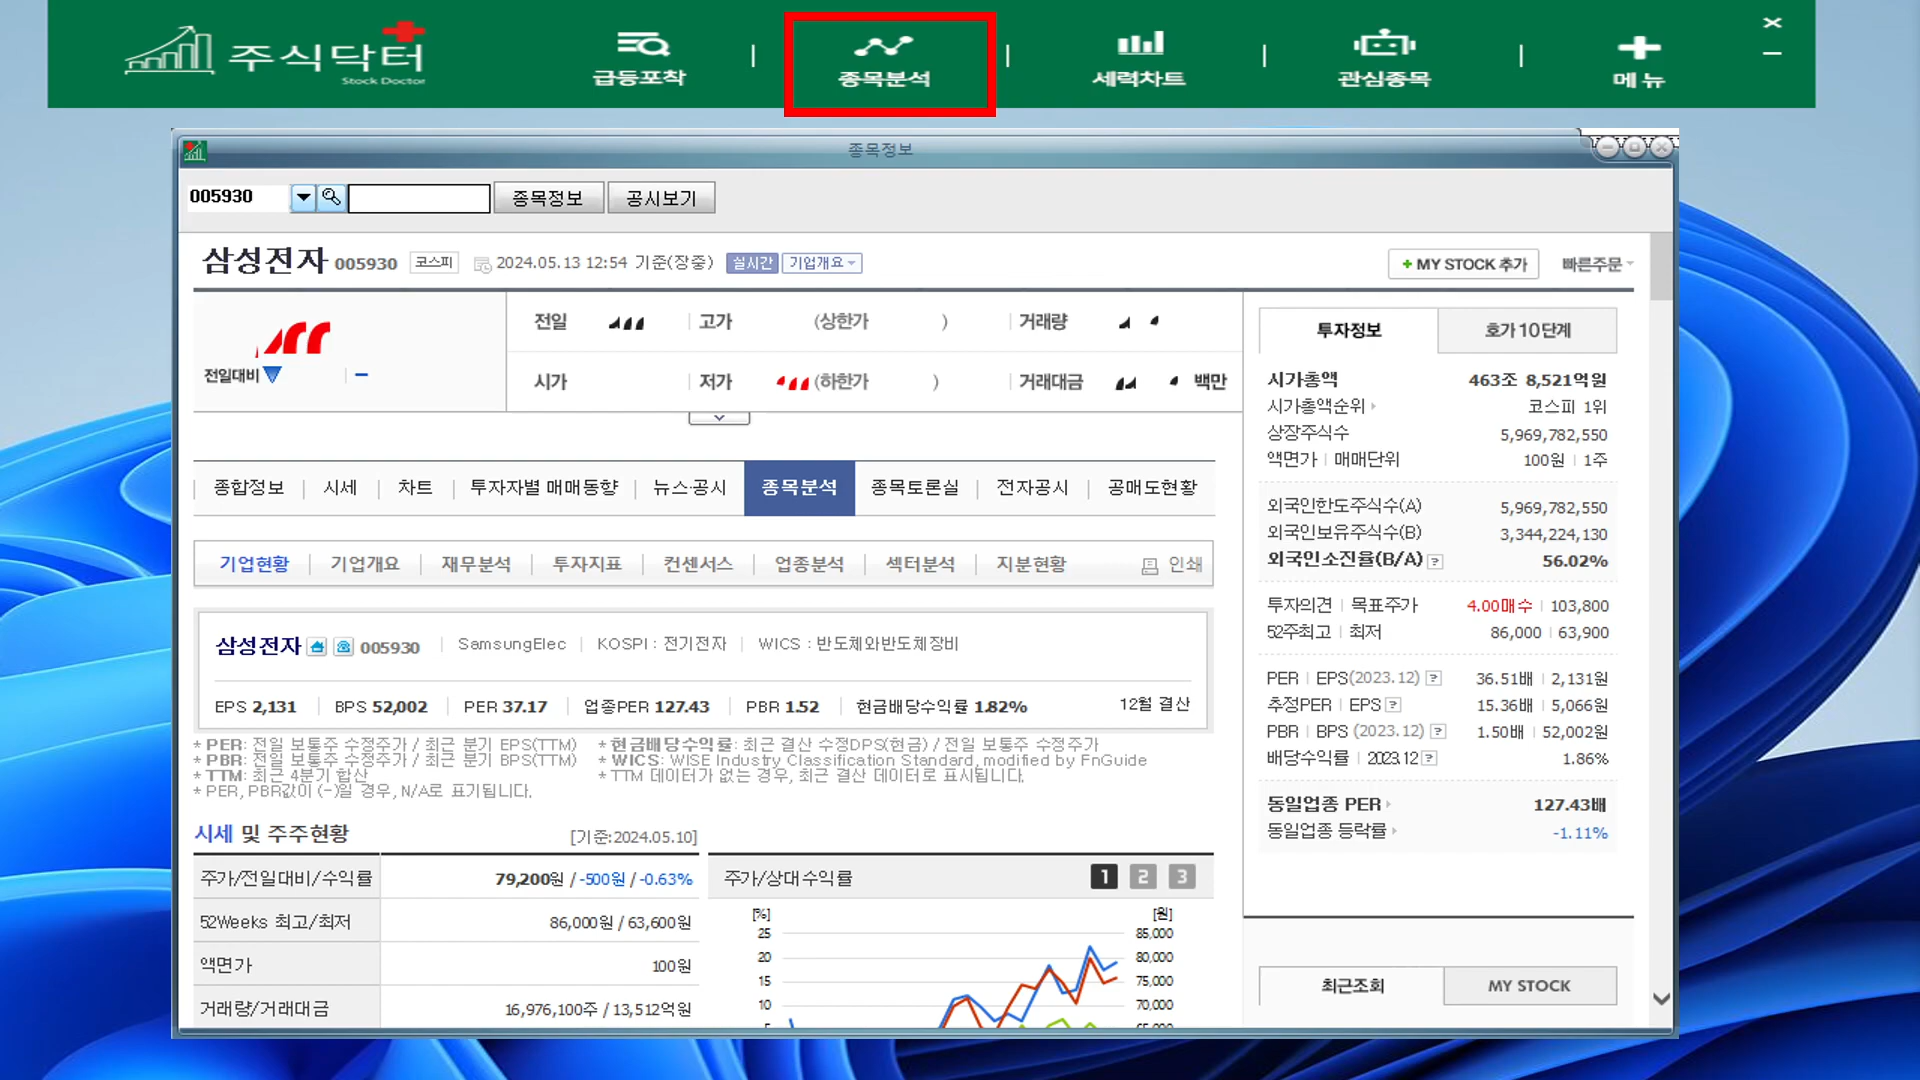 주식닥터
Stock Doctor
급등포착
종목분석
세력차트
관심종목
메뉴
종목정보
005930
종목정보
공시보기
삼성전자 005930 코스피 2024.05.13 12:54 기준(장중) 실시간 기업개요
+ MY STOCK 추가
빠른주문
전일대비
전일
고가
(상한가 )
거래량
시가
저가
(하한가 )
거래대금
백만
종합정보
시세
차트
투자자별 매매동향
뉴스·공시
종목분석
종목토론실
전자공시
공매도현황
기업현황
기업개요
재무분석
투자지표
컨센서스
업종분석
섹터분석
지분현황
인쇄
삼성전자 005930 SamsungElec KOSPI : 전기전자 WICS : 반도체와반도체장비
EPS 2,131 BPS 52,002 PER 37.17 업종PER 127.43 PBR 1.52 현금배당수익률 1.82% 12월 결산
* PER: 전일 보통주 수정주가 / 최근 분기 EPS(TTM)
* PBR: 전일 보통주 수정주가 / 최근 분기 BPS(TTM)
* TTM: 최근 4분기 합산
* PER, PBR값이 (-)일 경우, N/A로 표기됩니다.
* 현금배당수익률: 최근 결산 수정DPS(현금) / 전일 보통주 수정주가
* WICS: WISE Industry Classification Standard, modified by FnGuide
* TTM 데이터가 없는 경우, 최근 결산 데이터로 표시됩니다.
시세 및 주주현황
[기준:2024.05.10]
주가/전일대비/수익률 79,200원 / -500원 / -0.63%
52Weeks 최고/최저 86,000원 / 63,600원
액면가 100원
거래량/거래대금 16,976,100주 / 13,512억원
주가/상대수익률 1 2 3
[%] [원]
25 85,000
20 80,000
15 75,000
10 70,000
5 65,000
투자정보
호가 10단계
시가총액 463조 8,521억원
시가총액순위 코스피 1위
상장주식수 5,969,782,550
액면가 매매단위 100원 1주
외국인한도주식수(A) 5,969,782,550
외국인보유주식수(B) 3,344,224,130
외국인소진율(B/A) ? 56.02%
투자의견 목표주가 4.00매수 103,800
52주최고 최저 86,000 63,900
PER EPS(2023.12) ? 36.51배 2,131원
추정PER EPS ? 15.36배 5,066원
PBR BPS (2023.12) ? 1.50배 52,002원
배당수익률 2023.12 ? 1.86%
동일업종 PER 127.43배
동일업종 등락률 -1.11%
최근조회
MY STOCK